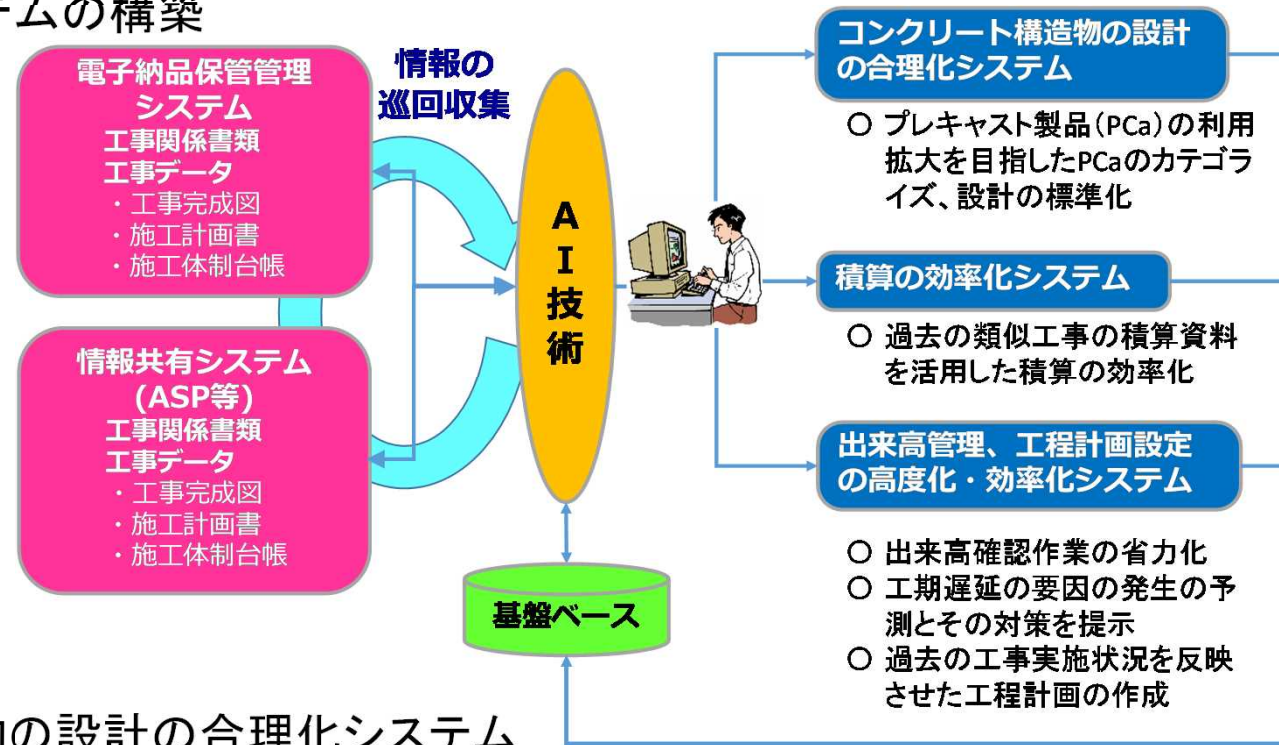 テムの構築
電子納品保管管理
システム
工事関係書類
工事データ
・工事完成図
・施工計画書
・施工体制台帳
情報の
巡回収集
情報共有システム
(ASP等)
工事関係書類
工事データ
・工事完成図
・施工計画書
・施工体制台帳
AI技術
基盤ベース
コンクリート構造物の設計
の合理化システム
○ プレキャスト製品(PCa)の利用
拡大を目指したPCaのカテゴラ
イズ、設計の標準化
積算の効率化システム
○ 過去の類似工事の積算資料
を活用した積算の効率化
出来高管理、工程計画設定
の高度化・効率化システム
○ 出来高確認作業の省力化
○ 工期遅延の要因の発生の予
測とその対策を提示
○ 過去の工事実施状況を反映
させた工程計画の作成
の設計の合理化システム